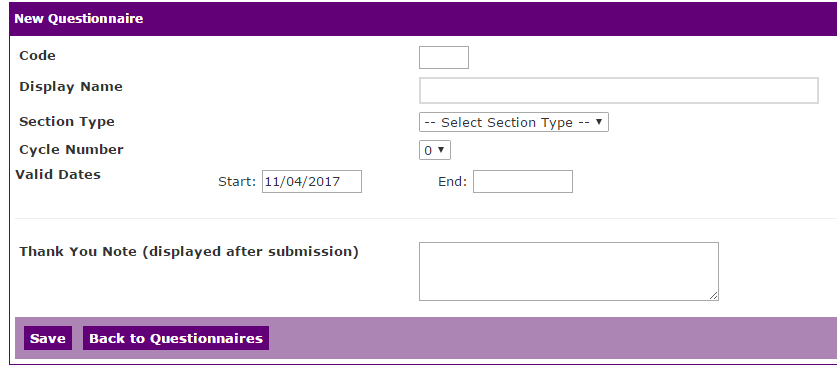 New Questionnaire
Code
Display Name
Section Type -- Select Section Type --
Cycle Number 0
Valid Dates Start: 11/04/2017 End:
Thank You Note (displayed after submission)
Save Back to Questionnaires